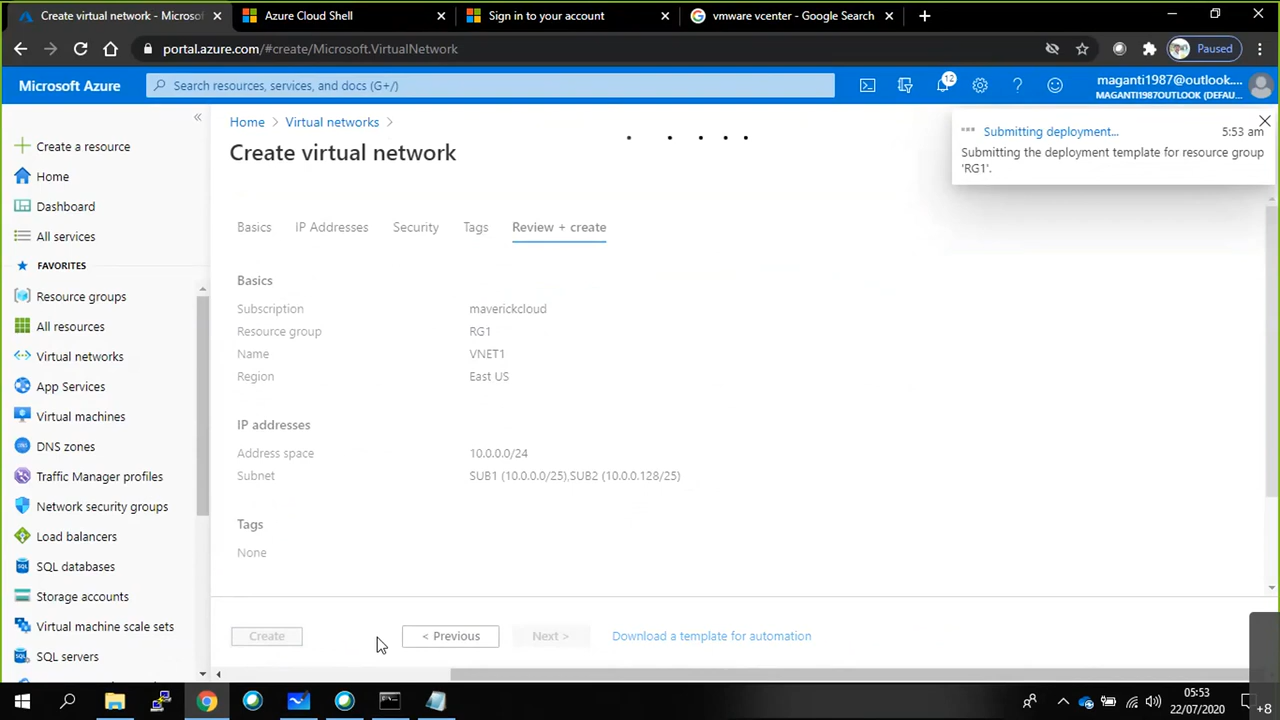 Create virtual network - Microso
Azure Cloud Shell
Sign in to your account
vmware vcenter - Google Search
portal.azure.com/#create/Microsoft.VirtualNetwork
Paused
Microsoft Azure
Search resources, services, and docs (G+/)
12
maganti1987@outlook....
MAGANTI1987OUTLOOK (DEFAU...
Create a resource
Home
Dashboard
All services
FAVORITES
Resource groups
All resources
Virtual networks
App Services
Virtual machines
DNS zones
Traffic Manager profiles
Network security groups
Load balancers
SQL databases
Storage accounts
Virtual machine scale sets
SQL servers
Home > Virtual networks >
Create virtual network
Submitting deployment... 5:53 am
Submitting the deployment template for resource group
'RG1'.
Basics IP Addresses Security Tags Review + create
Basics
Subscription maverickcloud
Resource group RG1
Name VNET1
Region East US
IP addresses
Address space 10.0.0.0/24
Subnet SUB1 (10.0.0.0/25),SUB2 (10.0.0.128/25)
Tags
None
Create < Previous Next > Download a template for automation
05:53
22/07/2020
+8